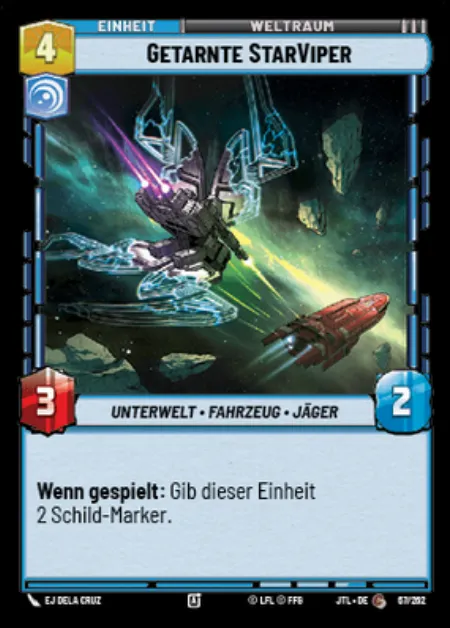 EINHEIT
WELTRAUM
4
GETARNTE STARVIPER
3
UNTERWELT • FAHRZEUG • JÄGER
2
Wenn gespielt: Gib dieser Einheit
2 Schild-Marker.
EJ DELA CRUZ
A
© LFL © FFG
JTL • DE
67/262